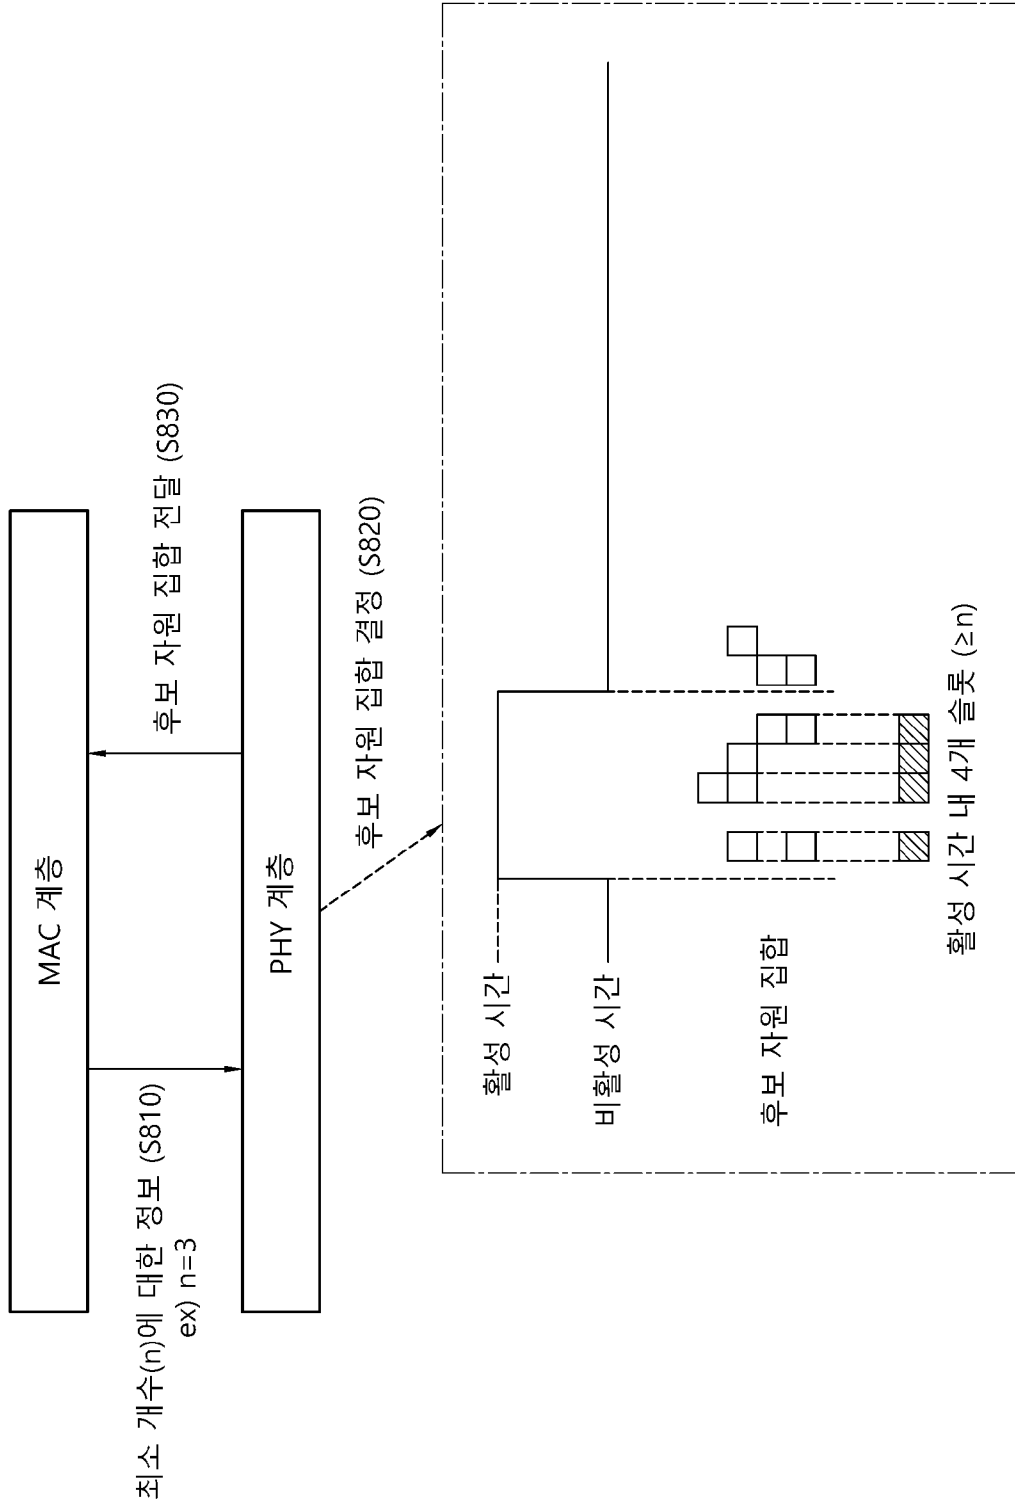 MAC 계층
최소 개수(n)에 대한 정보 (S810)
ex) n=3
후보 자원 집합 전달 (S830)
PHY 계층
후보 자원 집합 결정 (S820)
활성 시간
비활성 시간
후보 자원 집합
활성 시간 내 4개 슬롯 (≥n)